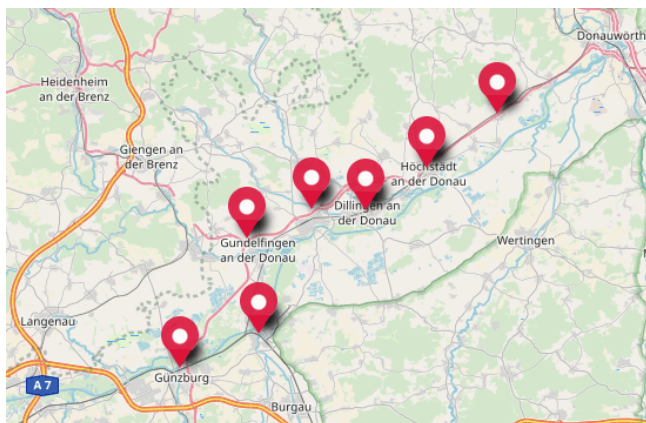 Donauwörth
Heidenheim
an der Brenz
Giengen an
der Brenz
Höchstädt
an der Donau
Dillingen an
der Donau
Gundelfingen
an der Donau
Wertingen
Langenau
Günzburg
A 7
Burgau